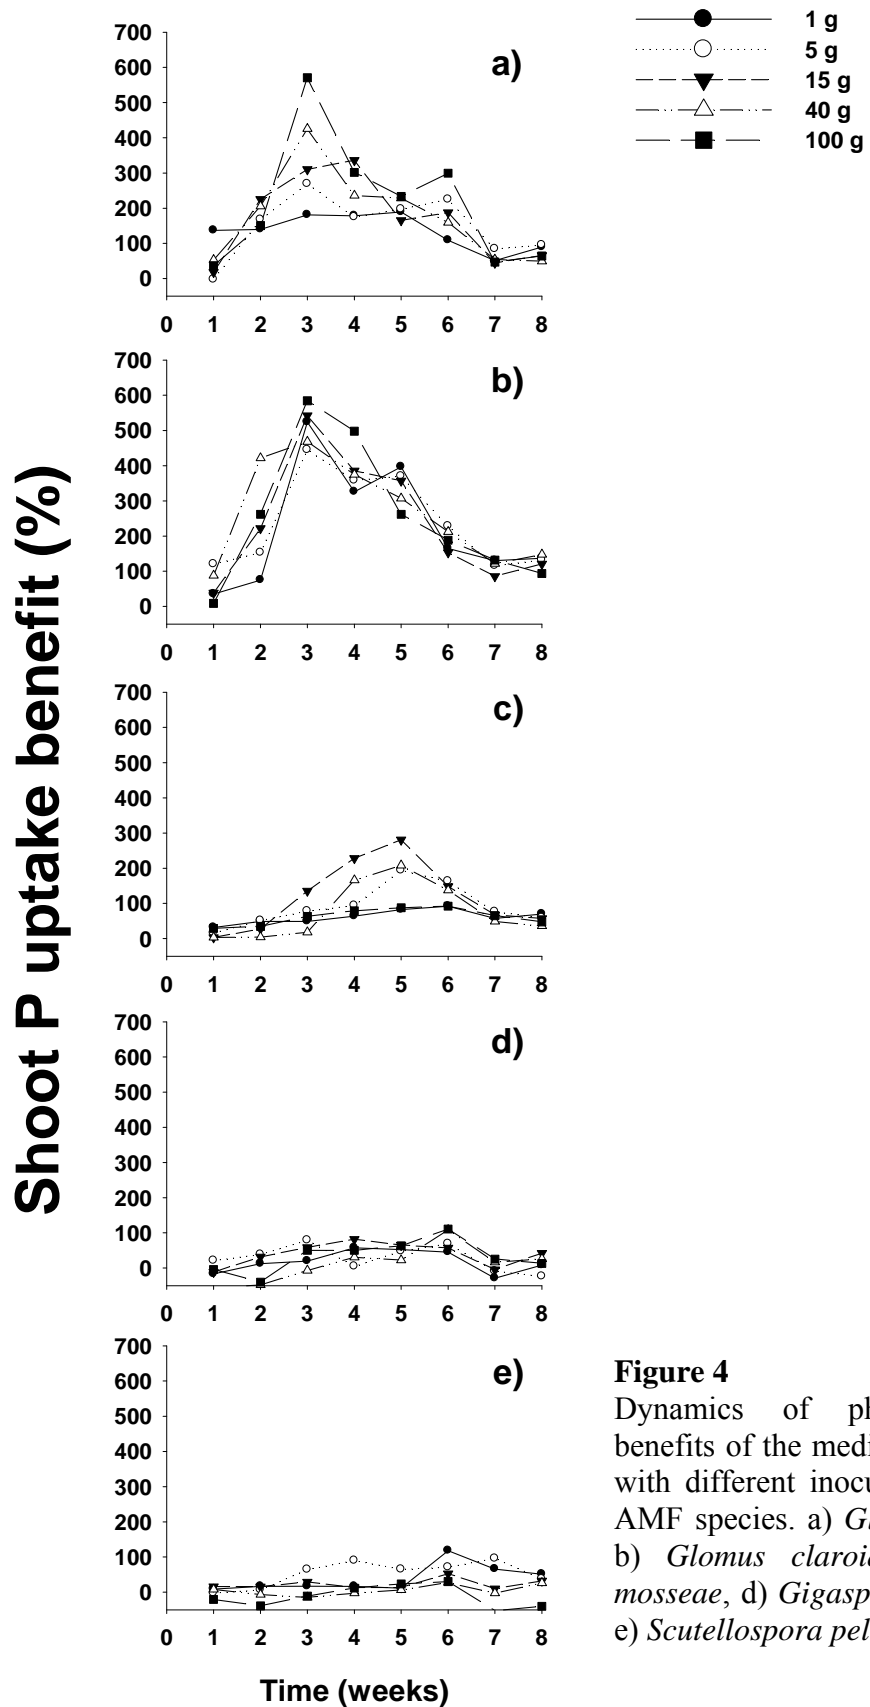 1 g
5 g
15 g
40 g
100 g
Shoot P uptake benefit (%)
a)
700
600
500
400
300
200
100
0
0 1 2 3 4 5 6 7 8
b)
700
600
500
400
300
200
100
0
0 1 2 3 4 5 6 7 8
c)
700
600
500
400
300
200
100
0
0 1 2 3 4 5 6 7 8
d)
700
600
500
400
300
200
100
0
0 1 2 3 4 5 6 7 8
e)
700
600
500
400
300
200
100
0
0 1 2 3 4 5 6 7 8
Time (weeks)
Figure 4
Dynamics of
benefits of the
with different
AMF species. a)
b) Glomus
mosseae, d)
e) Scutellospora